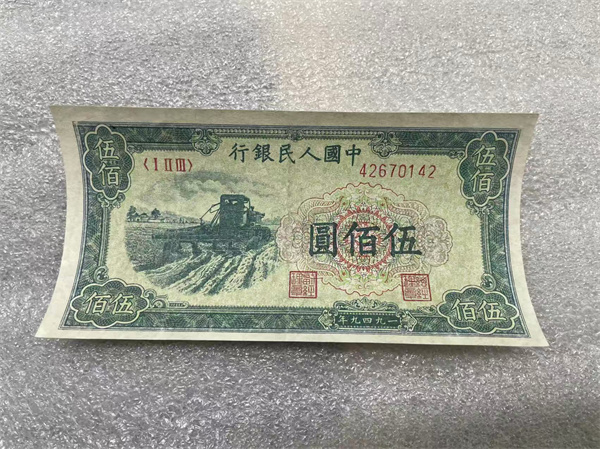 中國人民銀行
伍佰
伍佰
〈I II III〉
42670142
伍佰圓
伍佰
伍佰
一九四九年